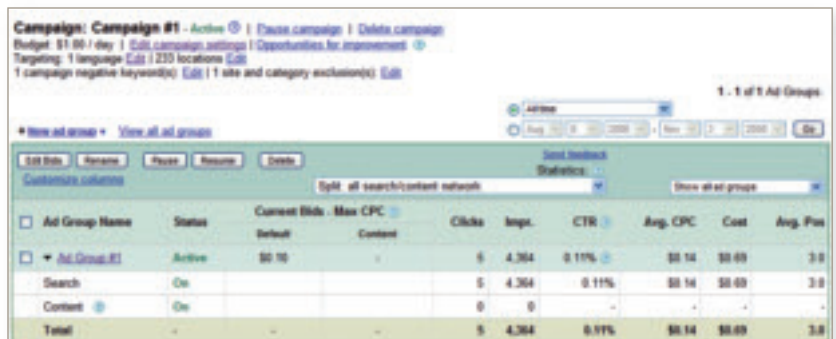 Campaign: Campaign #1 - Active | Pause campaign | Delete campaign
Budget: $1.00 / day | Edit campaign settings | Opportunities for improvement
Targeting: 1 language Edit | 233 locations Edit
1 campaign negative keyword(s): Edit | 1 site and category exclusion(s): Edit
1 - 1 of 1 Ad Groups
All time
+ New ad group View all ad groups
Aug - Nov 2 Go
Edit Bids Rename Pause Resume Delete Send feedback
Statistics
Customize columns Split: all search/content network Show all ad groups
Ad Group Name Status Current Bids - Max CPC Clicks Impr. CTR Avg. CPC Cost Avg. Pos
Default Content
Ad Group #1 Active $0.10 - 5 4,364 0.11% $0.14 $0.69 3.0
Search On 5 4,364 0.11% $0.14 $0.69 3.0
Content On 0 0 - - - -
Total - - - 5 4,364 0.11% $0.14 $0.69 3.0